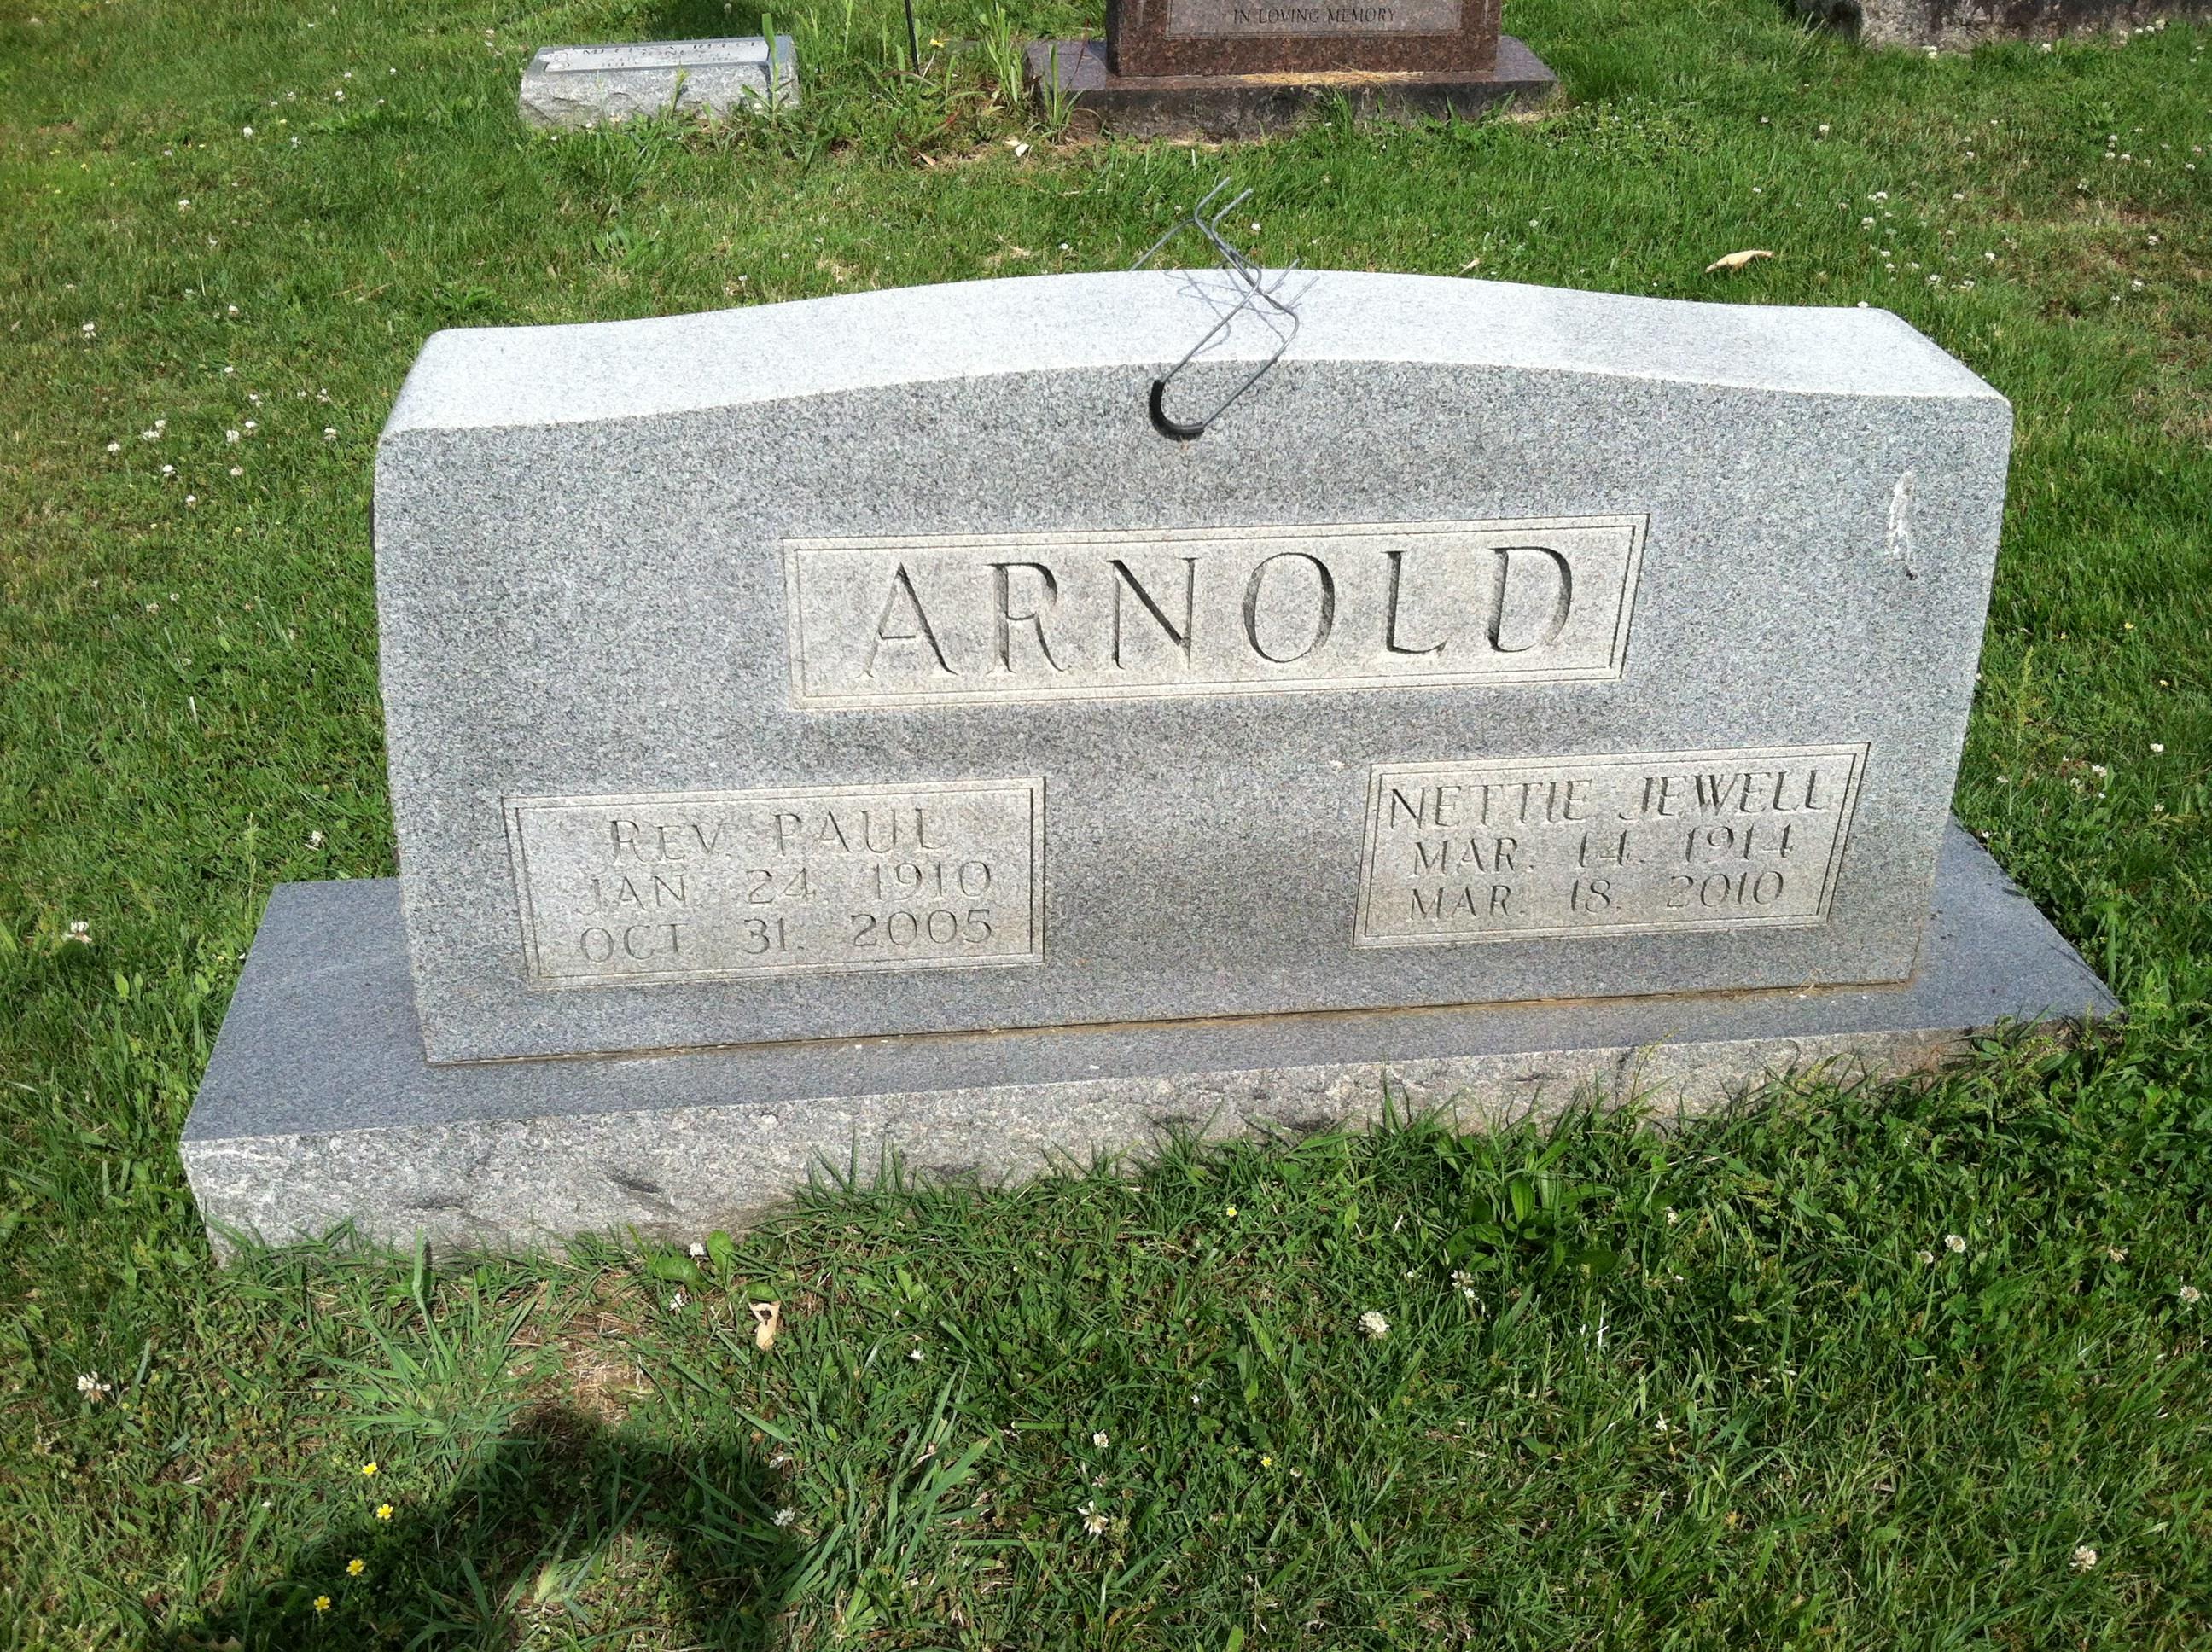 IN LOVING MEMORY
ARNOLD
REV. PAUL
JAN. 24. 1910
OCT. 31. 2005
NETTIE JEWELL
MAR. 14. 1914
MAR. 18. 2010